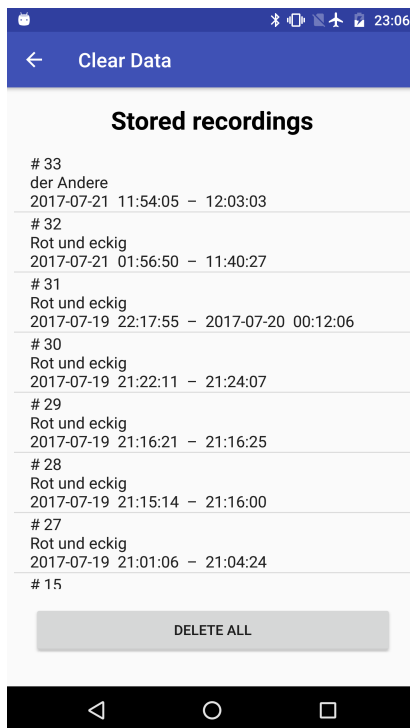 23:06
Clear Data
Stored recordings
# 33
der Andere
2017-07-21 11:54:05 – 12:03:03
# 32
Rot und eckig
2017-07-21 01:56:50 – 11:40:27
# 31
Rot und eckig
2017-07-19 22:17:55 – 2017-07-20 00:12:06
# 30
Rot und eckig
2017-07-19 21:22:11 – 21:24:07
# 29
Rot und eckig
2017-07-19 21:16:21 – 21:16:25
# 28
Rot und eckig
2017-07-19 21:15:14 – 21:16:00
# 27
Rot und eckig
2017-07-19 21:01:06 – 21:04:24
# 15
DELETE ALL